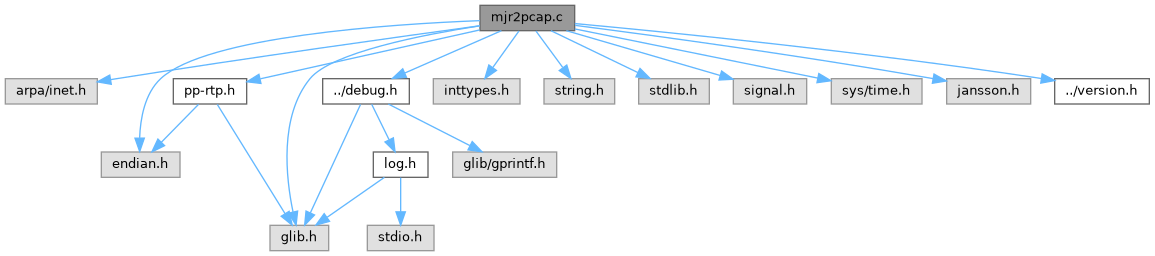 mjr2pcap.c
arpa/inet.h
pp-rtp.h
../debug.h
inttypes.h
string.h
stdlib.h
signal.h
sys/time.h
jansson.h
../version.h
endian.h
log.h
glib/gprintf.h
glib.h
stdio.h